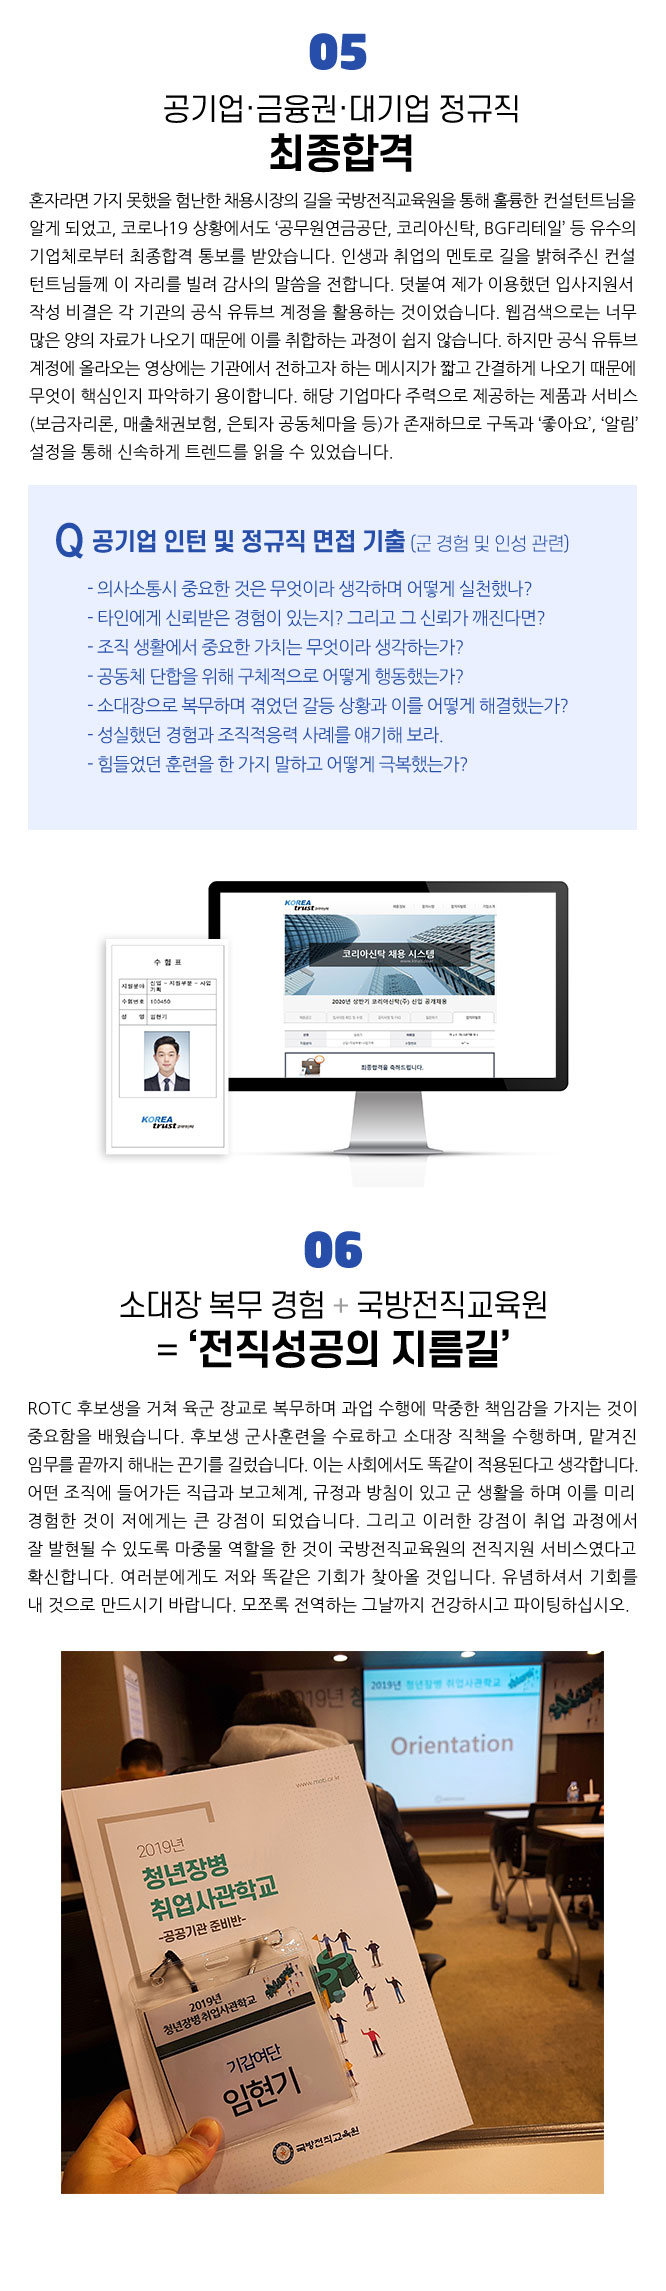 05
공기업·금융권·대기업 정규직
최종합격
혼자라면 가지 못했을 험난한 채용시장의 길을 국방전직교육원을 통해 훌륭한 컨설턴트님을
알게 되었고, 코로나19 상황에서도 ‘공무원연금공단, 코리아신탁, BGF리테일’ 등 유수의
기업체로부터 최종합격 통보를 받았습니다. 인생과 취업의 멘토로 길을 밝혀주신 컨설
턴트님들께 이 자리를 빌려 감사의 말씀을 전합니다. 덧붙여 제가 이용했던 입사지원서
작성 비결은 각 기관의 공식 유튜브 계정을 활용하는 것이었습니다. 웹검색으로는 너무
많은 양의 자료가 나오기 때문에 이를 취합하는 과정이 쉽지 않습니다. 하지만 공식 유튜브
계정에 올라오는 영상에는 기관에서 전하고자 하는 메시지가 짧고 간결하게 나오기 때문에
무엇이 핵심인지 파악하기 용이합니다. 해당 기업마다 주력으로 제공하는 제품과 서비스
(보금자리론, 매출채권보험, 은퇴자 공동체마을 등)가 존재하므로 구독과 ‘좋아요’, ‘알림’
설정을 통해 신속하게 트렌드를 읽을 수 있었습니다.
Q 공기업 인턴 및 정규직 면접 기출 (군 경험 및 인성 관련)
- 의사소통시 중요한 것은 무엇이라 생각하며 어떻게 실천했나?
- 타인에게 신뢰받은 경험이 있는지? 그리고 그 신뢰가 깨진다면?
- 조직 생활에서 중요한 가치는 무엇이라 생각하는가?
- 공동체 단합을 위해 구체적으로 어떻게 행동했는가?
- 소대장으로 복무하며 겪었던 갈등 상황과 이를 어떻게 해결했는가?
- 성실했던 경험과 조직적응력 사례를 얘기해 보라.
- 힘들었던 훈련을 한 가지 말하고 어떻게 극복했는가?
KOREA
trust 코리아신탁
코리아신탁 채용 시스템
2020년 상반기 코리아신탁(주) 신입 공개채용
최종합격을 축하드립니다.
수 험 표
지원분야 신입 - 지원부문 - 사업
기획
수험번호 100450
성 명 임현기
KOREA
trust 코리아신탁
06
소대장 복무 경험 + 국방전직교육원
= ‘전직성공의 지름길’
ROTC 후보생을 거쳐 육군 장교로 복무하며 과업 수행에 막중한 책임감을 가지는 것이
중요함을 배웠습니다. 후보생 군사훈련을 수료하고 소대장 직책을 수행하며, 맡겨진
임무를 끝까지 해내는 끈기를 길렀습니다. 이는 사회에서도 똑같이 적용된다고 생각합니다.
어떤 조직에 들어가든 직급과 보고체계, 규정과 방침이 있고 군 생활을 하며 이를 미리
경험한 것이 저에게는 큰 강점이 되었습니다. 그리고 이러한 강점이 취업 과정에서
잘 발현될 수 있도록 마중물 역할을 한 것이 국방전직교육원의 전직지원 서비스였다고
확신합니다. 여러분에게도 저와 똑같은 기회가 찾아올 것입니다. 유념하셔서 기회를
내 것으로 만드시기 바랍니다. 모쪼록 전역하는 그날까지 건강하시고 파이팅하십시오.
2019년 청년장병 취업사관학교
Orientation
www.moti.or.kr
2019년
청년장병
취업사관학교
-공공기관 준비반-
2019년
청년장병 취업사관학교
기갑여단
임현기
국방전직교육원